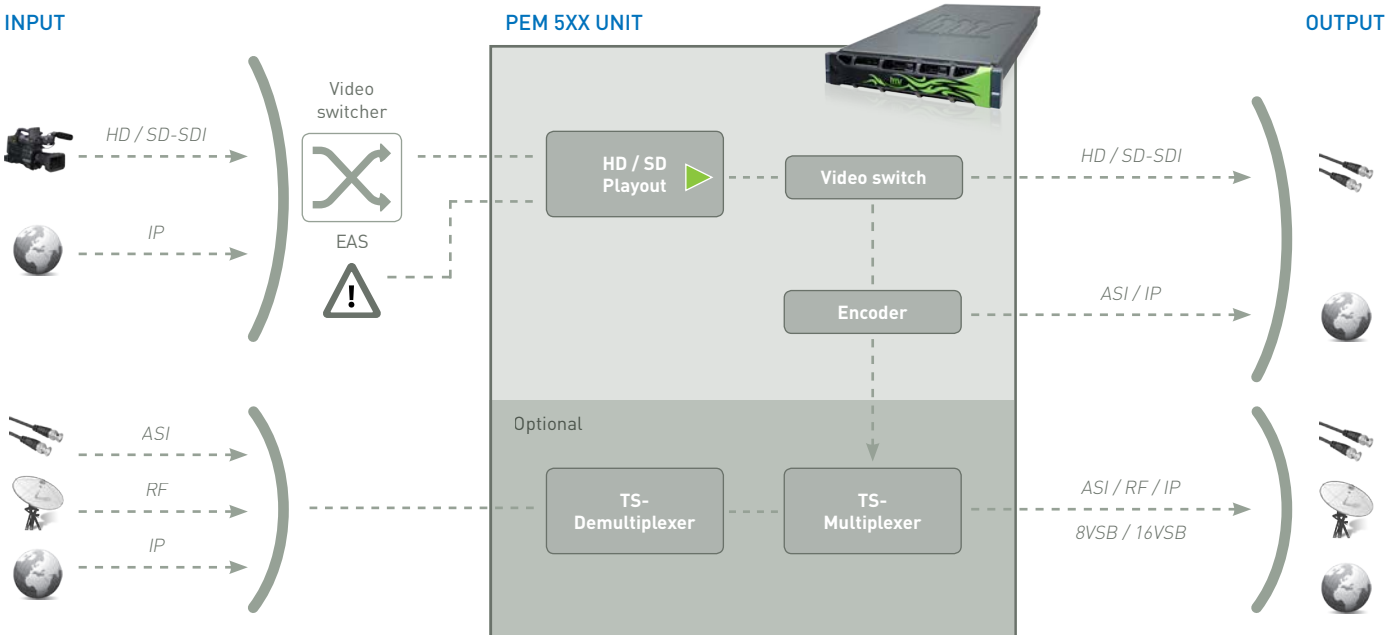 INPUT
PEM 5XX UNIT
OUTPUT
Video
switcher
HD / SD-SDI
IP
EAS
!
HD / SD
Playout
Video switch
HD / SD-SDI
Encoder
ASI / IP
Optional
ASI
RF
IP
TS-
Demultiplexer
TS-
Multiplexer
ASI / RF / IP
8VSB / 16VSB